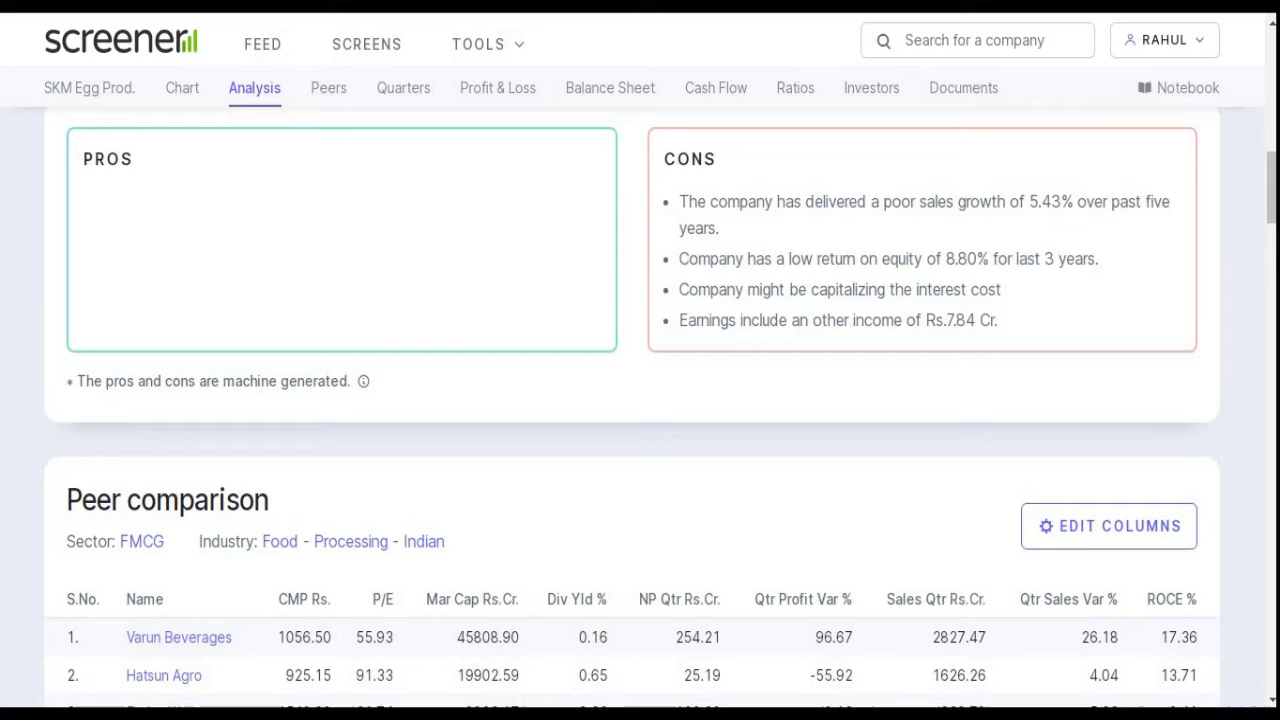 screener
FEED SCREENS TOOLS
Search for a company
RAHUL
SKM Egg Prod. Chart Analysis Peers Quarters Profit & Loss Balance Sheet Cash Flow Ratios Investors Documents Notebook
PROS
CONS
• The company has delivered a poor sales growth of 5.43% over past five
years.
• Company has a low return on equity of 8.80% for last 3 years.
• Company might be capitalizing the interest cost
• Earnings include an other income of Rs.7.84 Cr.
* The pros and cons are machine generated.
Peer comparison
Sector: FMCG Industry: Food - Processing - Indian
EDIT COLUMNS
S.No. Name CMP Rs. P/E Mar Cap Rs.Cr. Div Yld % NP Qtr Rs.Cr. Qtr Profit Var % Sales Qtr Rs.Cr. Qtr Sales Var % ROCE %
1. Varun Beverages 1056.50 55.93 45808.90 0.16 254.21 96.67 2827.47 26.18 17.36
2. Hatsun Agro 925.15 91.33 19902.59 0.65 25.19 -55.92 1626.26 4.04 13.71